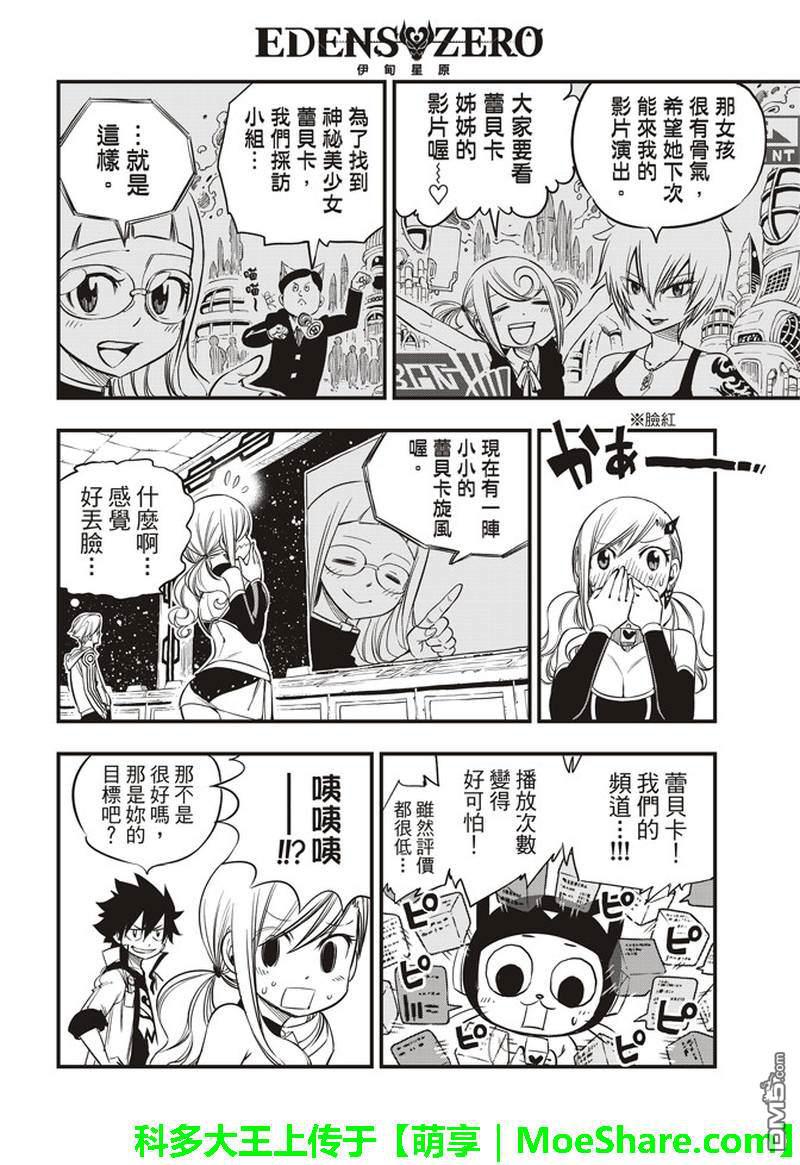 EDENS ZERO
伊甸星原
那女孩
很有骨氣，
希望她下次
能來我的
影片演出。
NT
大家要看
蕾貝卡
姊姊的
影片喔～♡
為了找到
神祕美少女
蕾貝卡，
我們採訪
小組…
喵
喵
…就是
這樣。
※臉紅
かあーー
現在有一陣
小小的
蕾貝卡旋風
喔。
什麼啊…
感覺
好丟臉…
蕾貝卡！
我們的
頻道…!!!
播放次數
變得
好可怕！
雖然評價
都很低…
ピ
ピ
ピ
ピ
ピ
咦咦咦
——!!?
那不是
很好嗎，
那是妳的
目標吧？
DM5.com
科多大王上传于【萌享】| MoeShare.com】